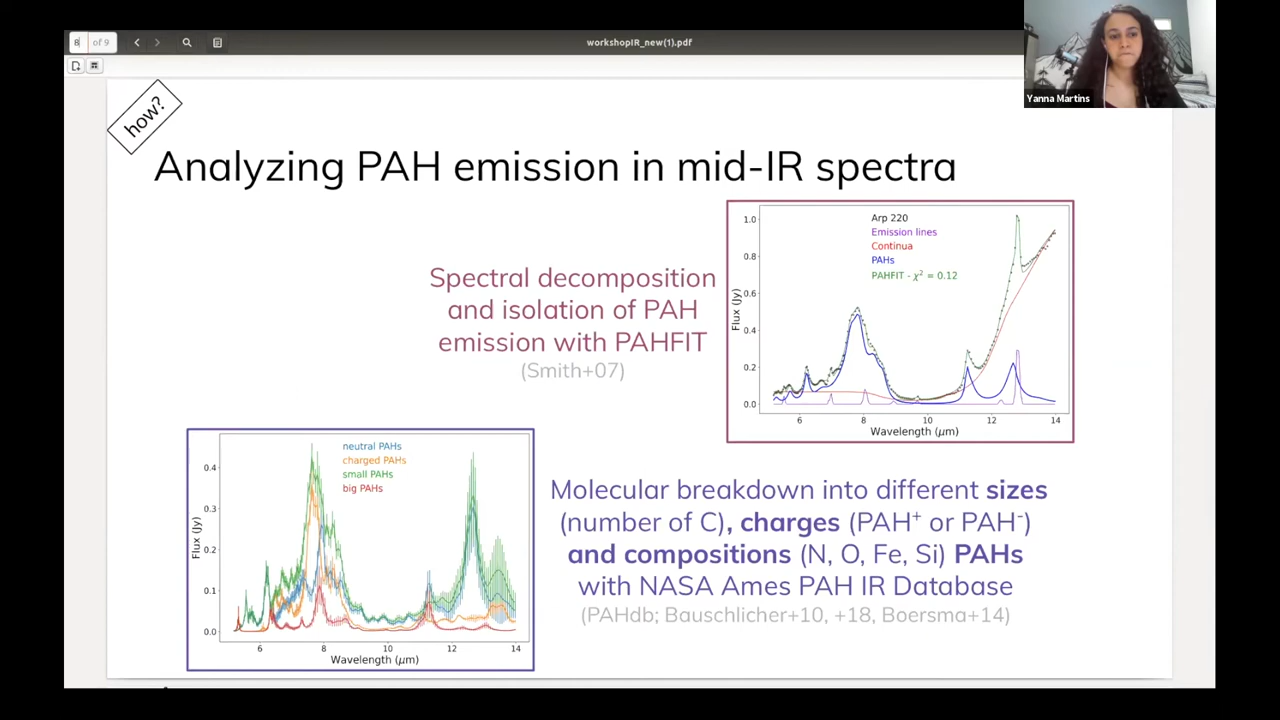 8 of 9
workshopIR_new(1).pdf
Yanna Martins
how?
Analyzing PAH emission in mid-IR spectra
Spectral decomposition
and isolation of PAH
emission with PAHFIT
(Smith+07)
Arp 220
Emission lines
Continua
PAHs
PAHFIT - χ² = 0.12
1.0
0.8
0.6
0.4
0.2
0.0
Flux (Jy)
6 8 10 12 14
Wavelength (μm)
neutral PAHs
charged PAHs
small PAHs
big PAHs
0.4
0.3
0.2
0.1
0.0
Flux (Jy)
6 8 10 12 14
Wavelength (μm)
Molecular breakdown into different sizes
(number of C), charges (PAH⁺ or PAH⁻)
and compositions (N, O, Fe, Si) PAHs
with NASA Ames PAH IR Database
(PAHdb; Bauschlicher+10, +18, Boersma+14)